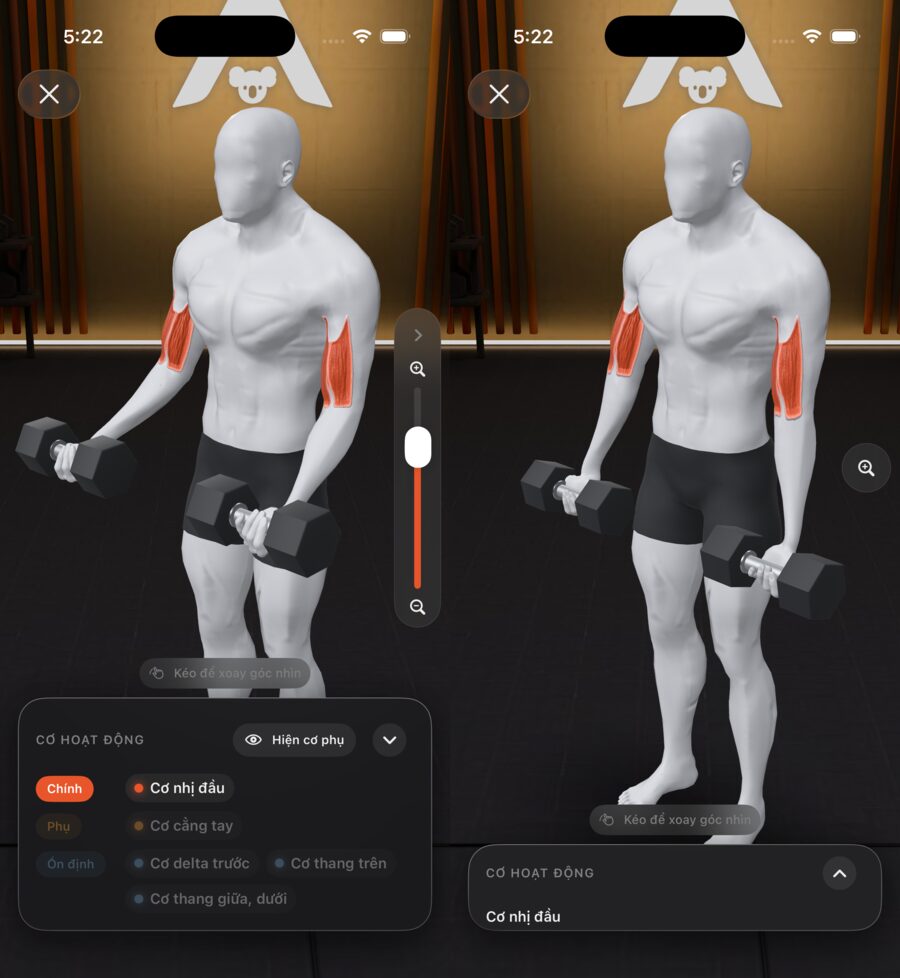 5:22
CƠ HOẠT ĐỘNG
Hiện cơ phụ
Kéo để xoay góc nhìn
Chính
Cơ nhị đầu
Phụ
Cơ cẳng tay
Ổn định
Cơ delta trước
Cơ thang trên
Cơ thang giữa, dưới
5:22
Kéo để xoay góc nhìn
CƠ HOẠT ĐỘNG
Cơ nhị đầu